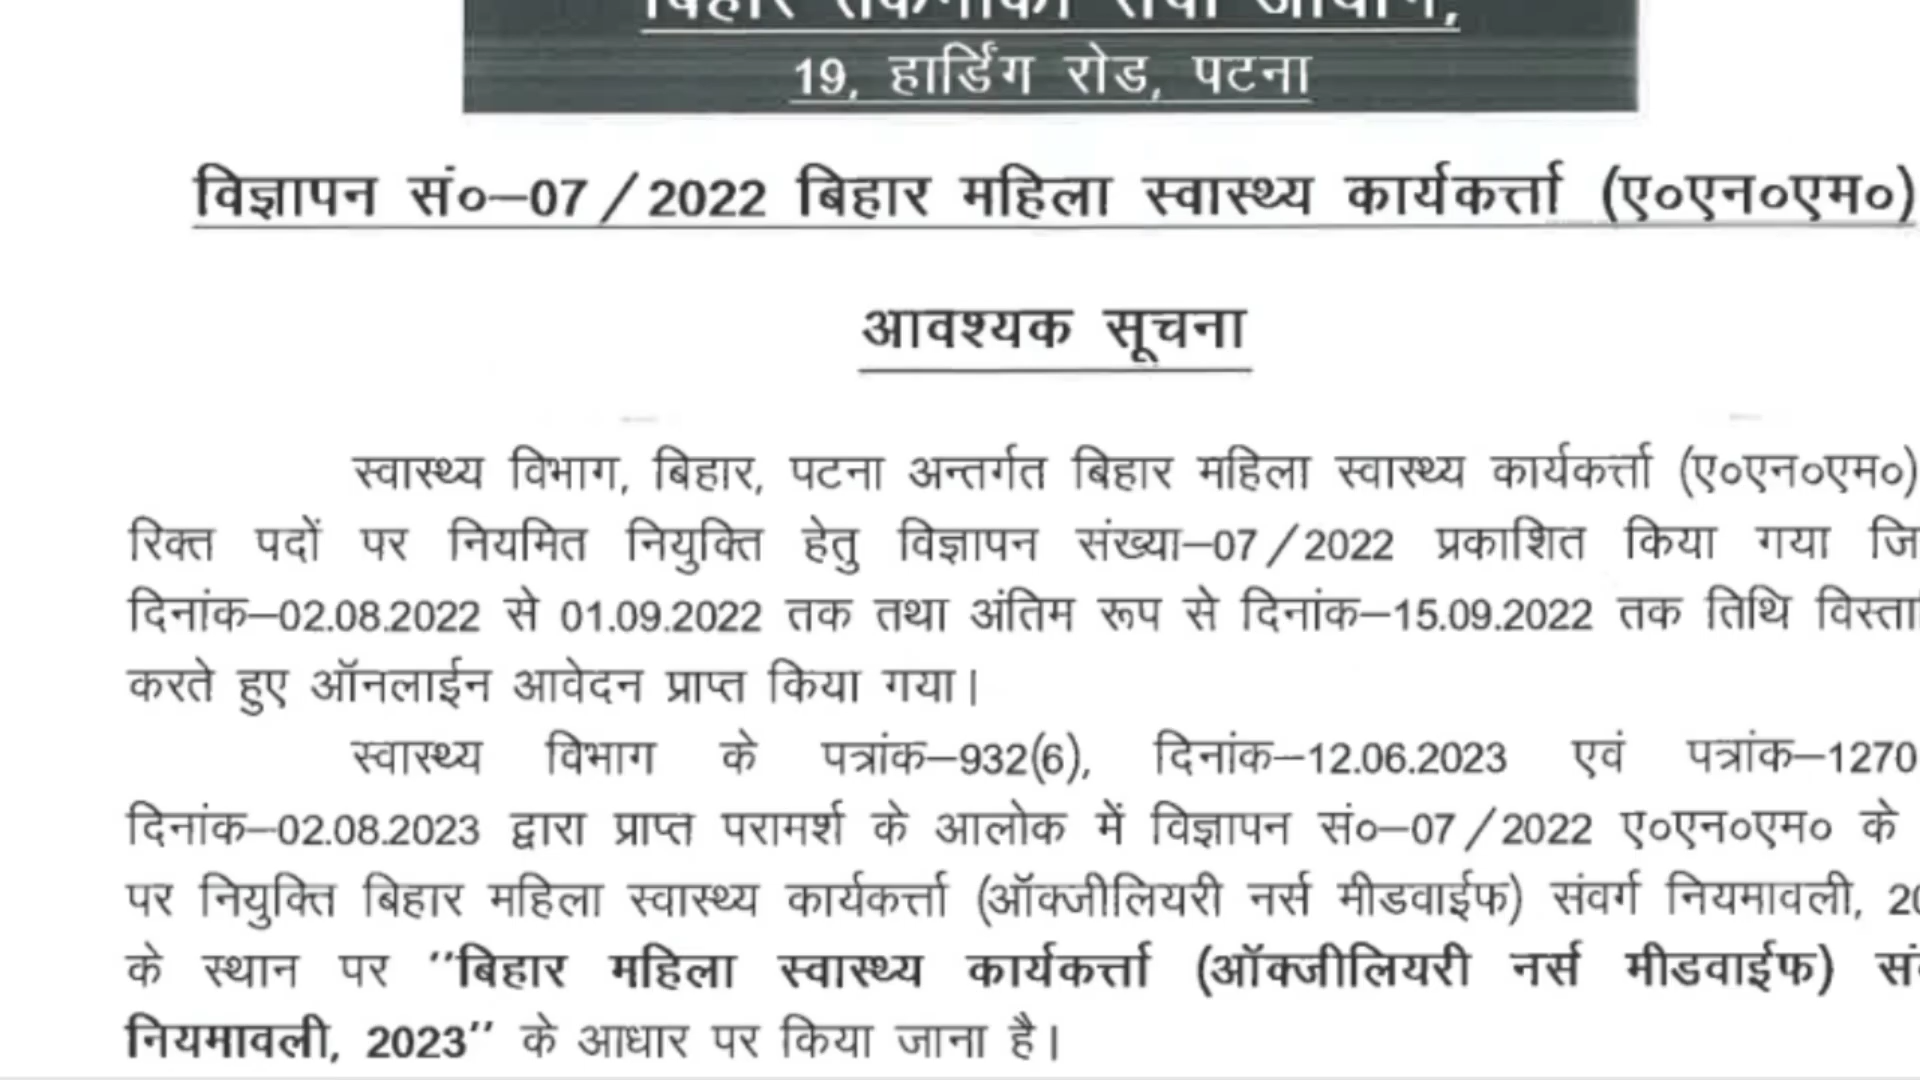 19, हार्डिंग रोड, पटना
विज्ञापन सं०–07/2022 बिहार महिला स्वास्थ्य कार्यकर्त्ता (ए०एन०एम०)
आवश्यक सूचना
स्वास्थ्य विभाग, बिहार, पटना अन्तर्गत बिहार महिला स्वास्थ्य कार्यकर्त्ता (ए०एन०एम०)
रिक्त पदों पर नियमित नियुक्ति हेतु विज्ञापन संख्या–07/2022 प्रकाशित किया गया
दिनांक–02.08.2022 से 01.09.2022 तक तथा अंतिम रूप से दिनांक–15.09.2022 तक तिथि
करते हुए ऑनलाईन आवेदन प्राप्त किया गया।
स्वास्थ्य विभाग के पत्रांक–932(6), दिनांक–12.06.2023 एवं पत्रांक–1270
दिनांक–02.08.2023 द्वारा प्राप्त परामर्श के आलोक में विज्ञापन सं०–07/2022 ए०एन०एम० के
पर नियुक्ति बिहार महिला स्वास्थ्य कार्यकर्त्ता (ऑक्जीलियरी नर्स मीडवाईफ) संवर्ग नियमावली,
के स्थान पर ''बिहार महिला स्वास्थ्य कार्यकर्त्ता (ऑक्जीलियरी नर्स मीडवाईफ)
नियमावली, 2023'' के आधार पर किया जाना है।